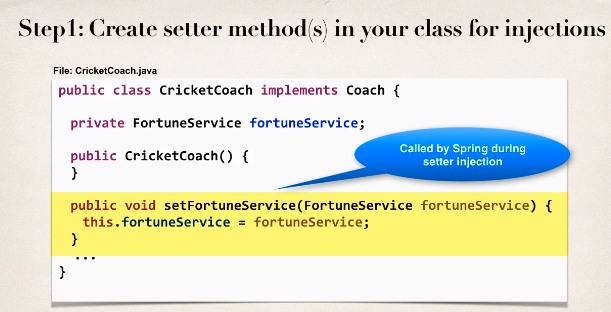 Step1: Create setter method(s) in your class for injections
File: CricketCoach.java
public class CricketCoach implements Coach {
private FortuneService fortuneService;
public CricketCoach() {
}
Called by Spring during
setter injection
public void setFortuneService(FortuneService fortuneService) {
this.fortuneService = fortuneService;
}
...
}